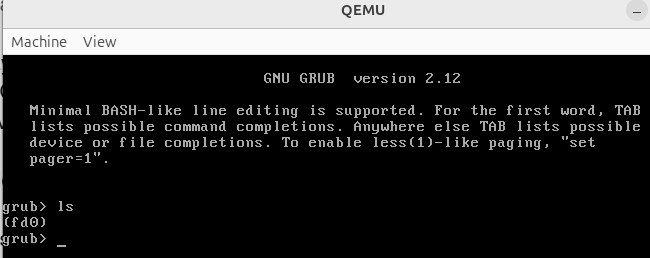 QEMU
Machine View
GNU GRUB version 2.12
Minimal BASH-like line editing is supported. For the first word, TAB
lists possible command completions. Anywhere else TAB lists possible
device or file completions. To enable less(1)-like paging, "set
pager=1".
grub> ls
(fd0)
grub> _